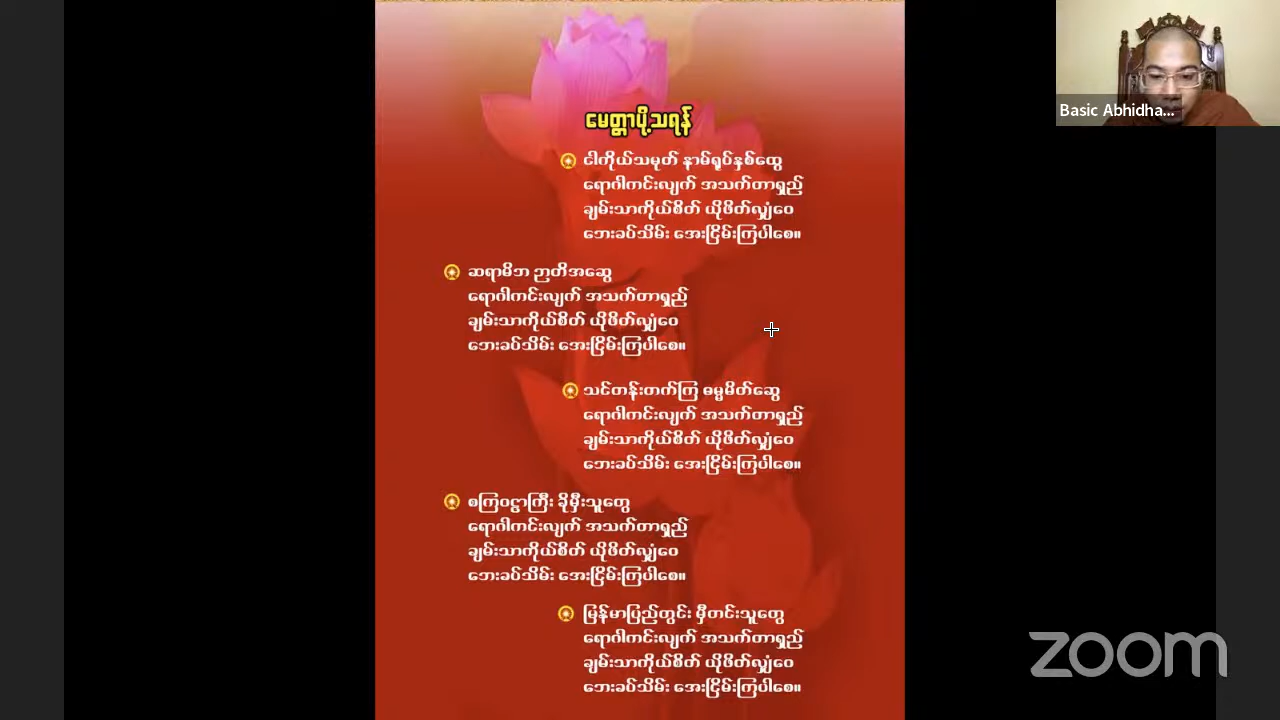 Basic Abhidha...
မေတ္တာပို့သရန်
ငါကိုယ်သမုတ် နာမ်ရုပ်နှစ်ထွေ
ရောဂါကင်းလျက် အသက်တာရှည်
ချမ်းသာကိုယ်စိတ် ယိုဖိတ်လျှံဝေ
ဘေးခပ်သိမ်း အေးငြိမ်းကြပါစေ။
ဆရာမိဘ ဉာတိအဆွေ
ရောဂါကင်းလျက် အသက်တာရှည်
ချမ်းသာကိုယ်စိတ် ယိုဖိတ်လျှံဝေ
ဘေးခပ်သိမ်း အေးငြိမ်းကြပါစေ။
သင်တန်းတက်ကြ ဓမ္မမိတ်ဆွေ
ရောဂါကင်းလျက် အသက်တာရှည်
ချမ်းသာကိုယ်စိတ် ယိုဖိတ်လျှံဝေ
ဘေးခပ်သိမ်း အေးငြိမ်းကြပါစေ။
စကြဝဠာကြီး ခိုမှီးသူတွေ
ရောဂါကင်းလျက် အသက်တာရှည်
ချမ်းသာကိုယ်စိတ် ယိုဖိတ်လျှံဝေ
ဘေးခပ်သိမ်း အေးငြိမ်းကြပါစေ။
မြန်မာပြည်တွင်း မှီတင်းသူတွေ
ရောဂါကင်းလျက် အသက်တာရှည်
ချမ်းသာကိုယ်စိတ် ယိုဖိတ်လျှံဝေ
ဘေးခပ်သိမ်း အေးငြိမ်းကြပါစေ။
zoom